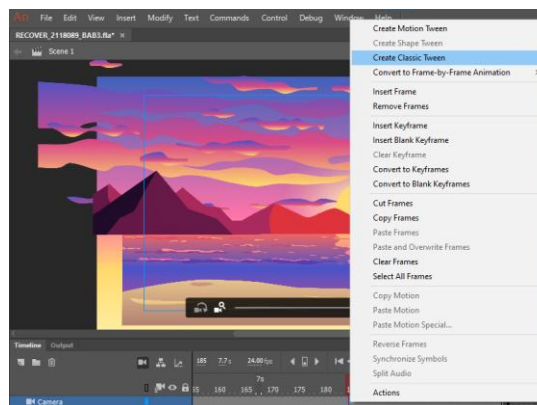 An File Edit View Insert Modify Text Commands Control Debug Window Help
RECOVER_2118089_BAB3.fla* ×
Scene 1
Create Motion Tween
Create Shape Tween
Create Classic Tween
Convert to Frame-by-Frame Animation
Insert Frame
Remove Frames
Insert Keyframe
Insert Blank Keyframe
Clear Keyframe
Convert to Keyframes
Convert to Blank Keyframes
Cut Frames
Copy Frames
Paste Frames
Paste and Overwrite Frames
Clear Frames
Select All Frames
Copy Motion
Paste Motion
Paste Motion Special...
Reverse Frames
Synchronize Symbols
Split Audio
Actions
Timeline Output
185 7.7 s 24.00 fps
7s
55 160 165 170 175 180
Camera